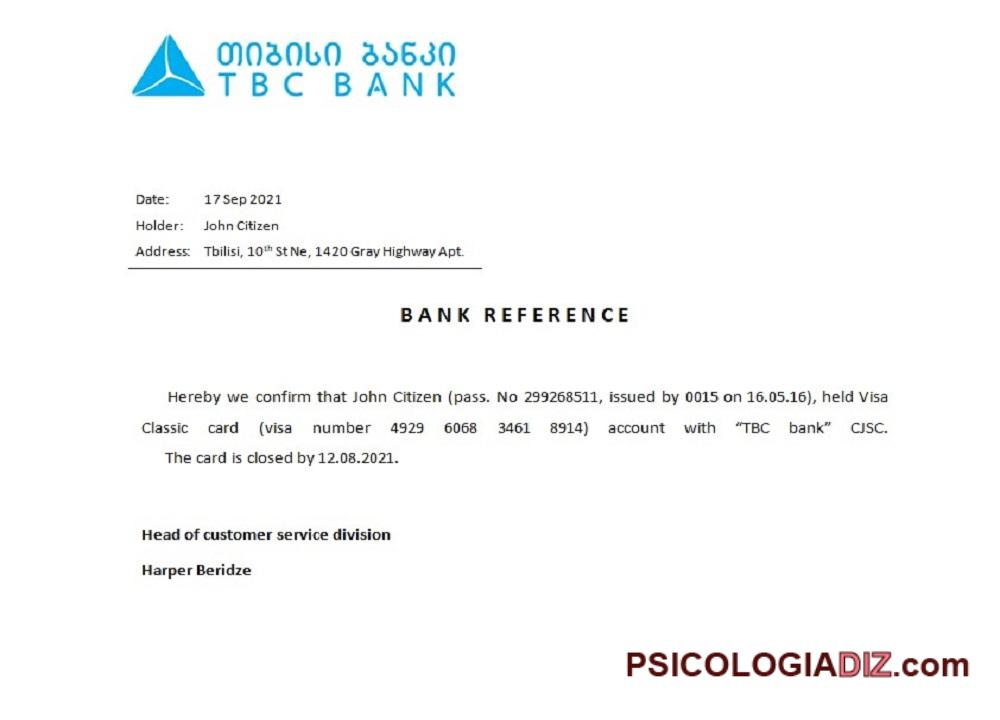 თიბისი ბანკი
TBC BANK
Date: 17 Sep 2021
Holder: John Citizen
Address: Tbilisi, 10th St Ne, 1420 Gray Highway Apt.
BANK REFERENCE
Hereby we confirm that John Citizen (pass. No 299268511, issued by 0015 on 16.05.16), held Visa
Classic card (visa number 4929 6068 3461 8914) account with “TBC bank” CJSC.
The card is closed by 12.08.2021.
Head of customer service division
Harper Beridze
PSICOLOGIADIZ.com